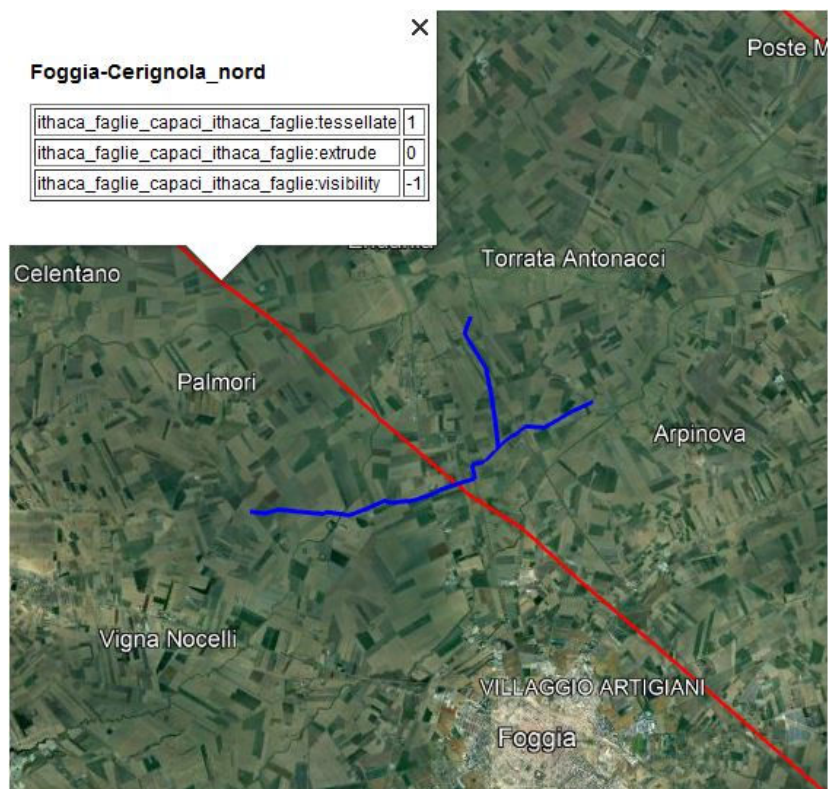 Foggia-Cerignola_nord
ithaca_faglie_capaci_ithaca_faglie:tessellate 1
ithaca_faglie_capaci_ithaca_faglie:extrude 0
ithaca_faglie_capaci_ithaca_faglie:visibility -1
Poste M
Celentano
Torrata Antonacci
Palmori
Arpinova
Vigna Nocelli
VILLAGGIO ARTIGIANI
Foggia